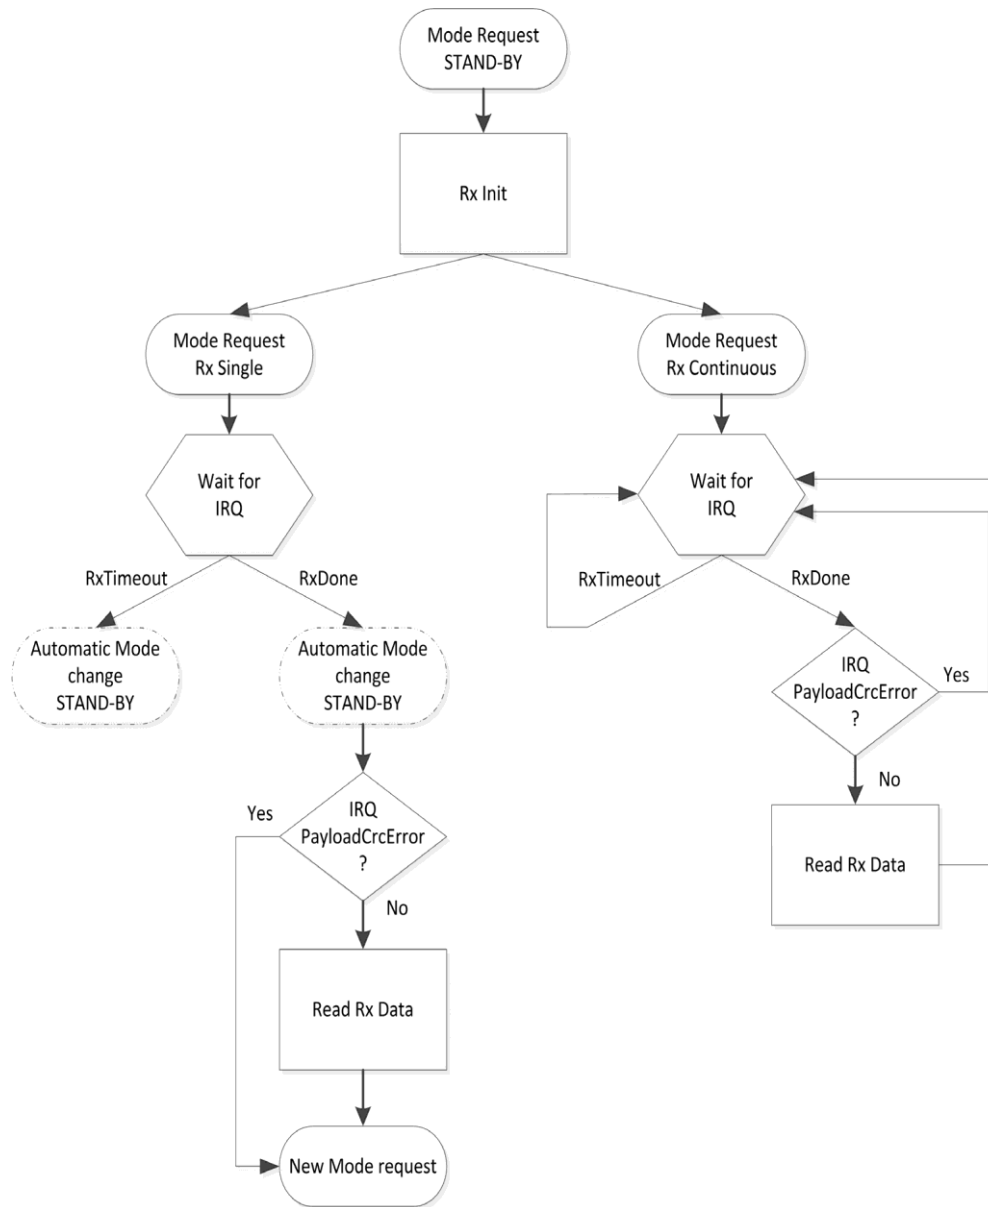 Mode Request
STAND-BY
Rx Init
Mode Request
Rx Single
Mode Request
Rx Continuous
Wait for
IRQ
Wait for
IRQ
RxTimeout
RxDone
RxTimeout
RxDone
Automatic Mode
change
STAND-BY
Automatic Mode
change
STAND-BY
IRQ
PayloadCrcError
?
Yes
No
Read Rx Data
Yes
IRQ
PayloadCrcError
?
No
Read Rx Data
New Mode request